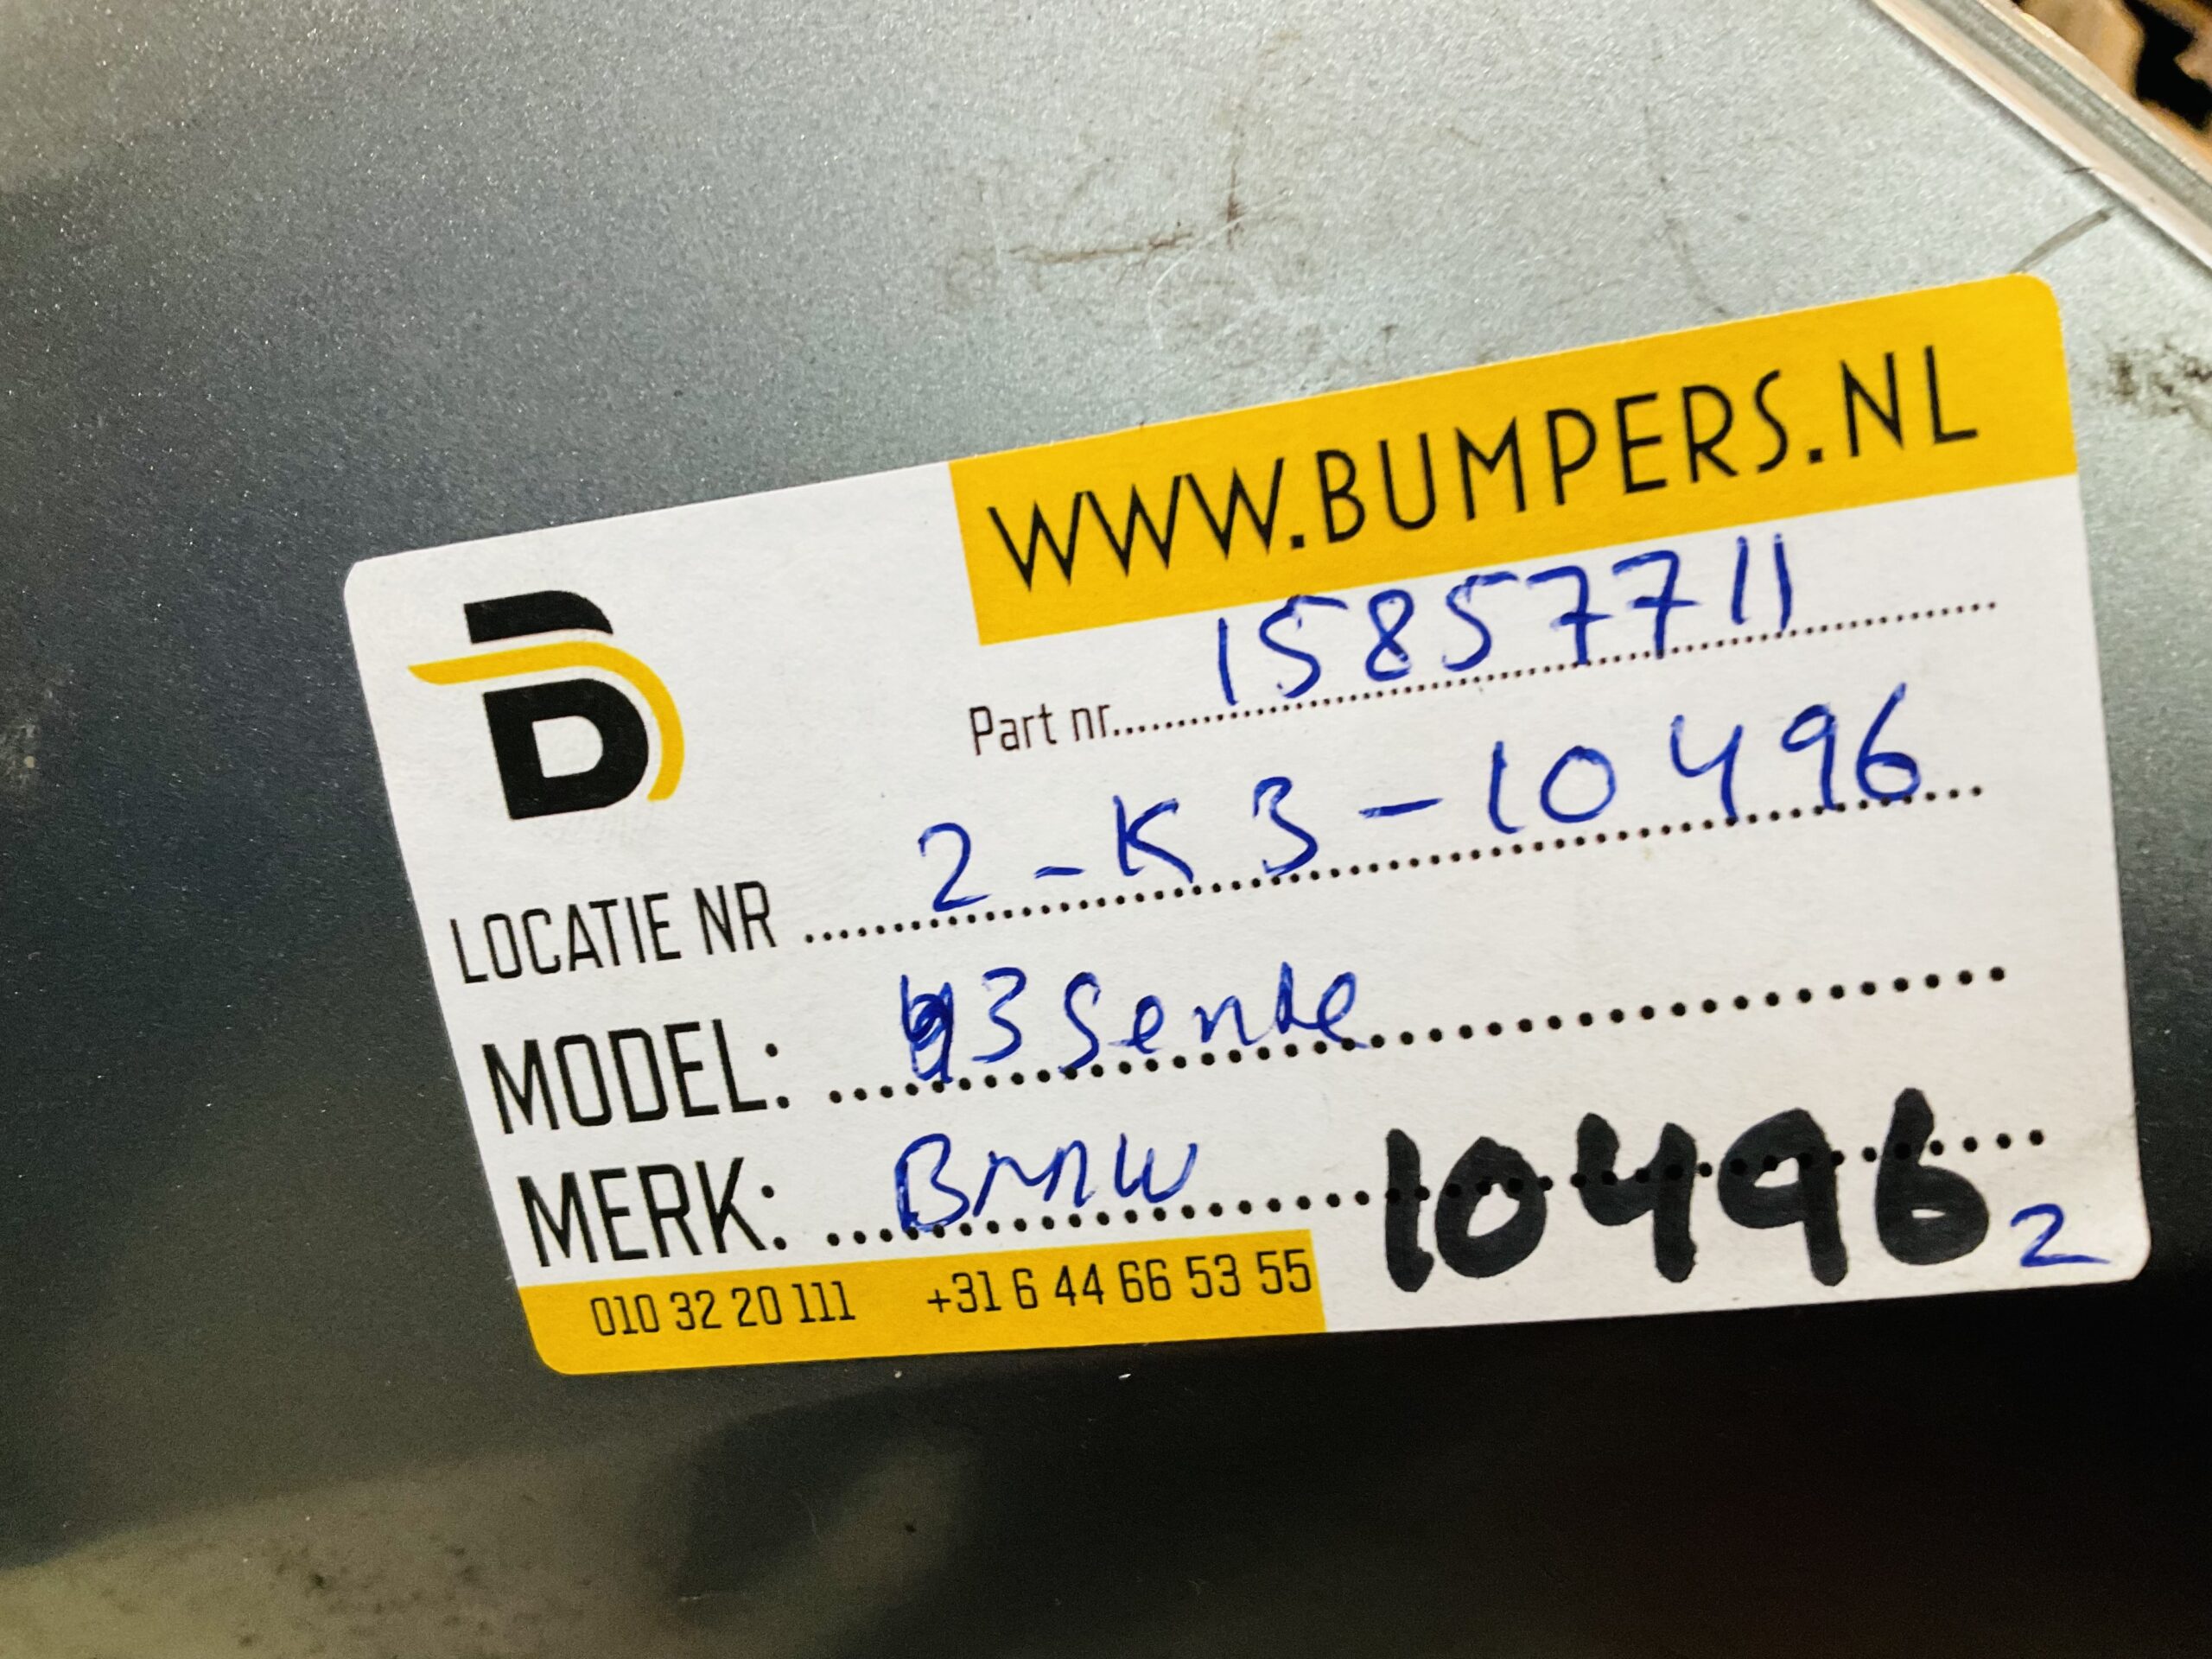 WWW.BUMPERS.NL
Part nr. 15857711
LOCATIE NR 2-K3-10496
MODEL: 3
MERK: BMW
10496 2
010 32 20 111 +31 6 44 66 53 55